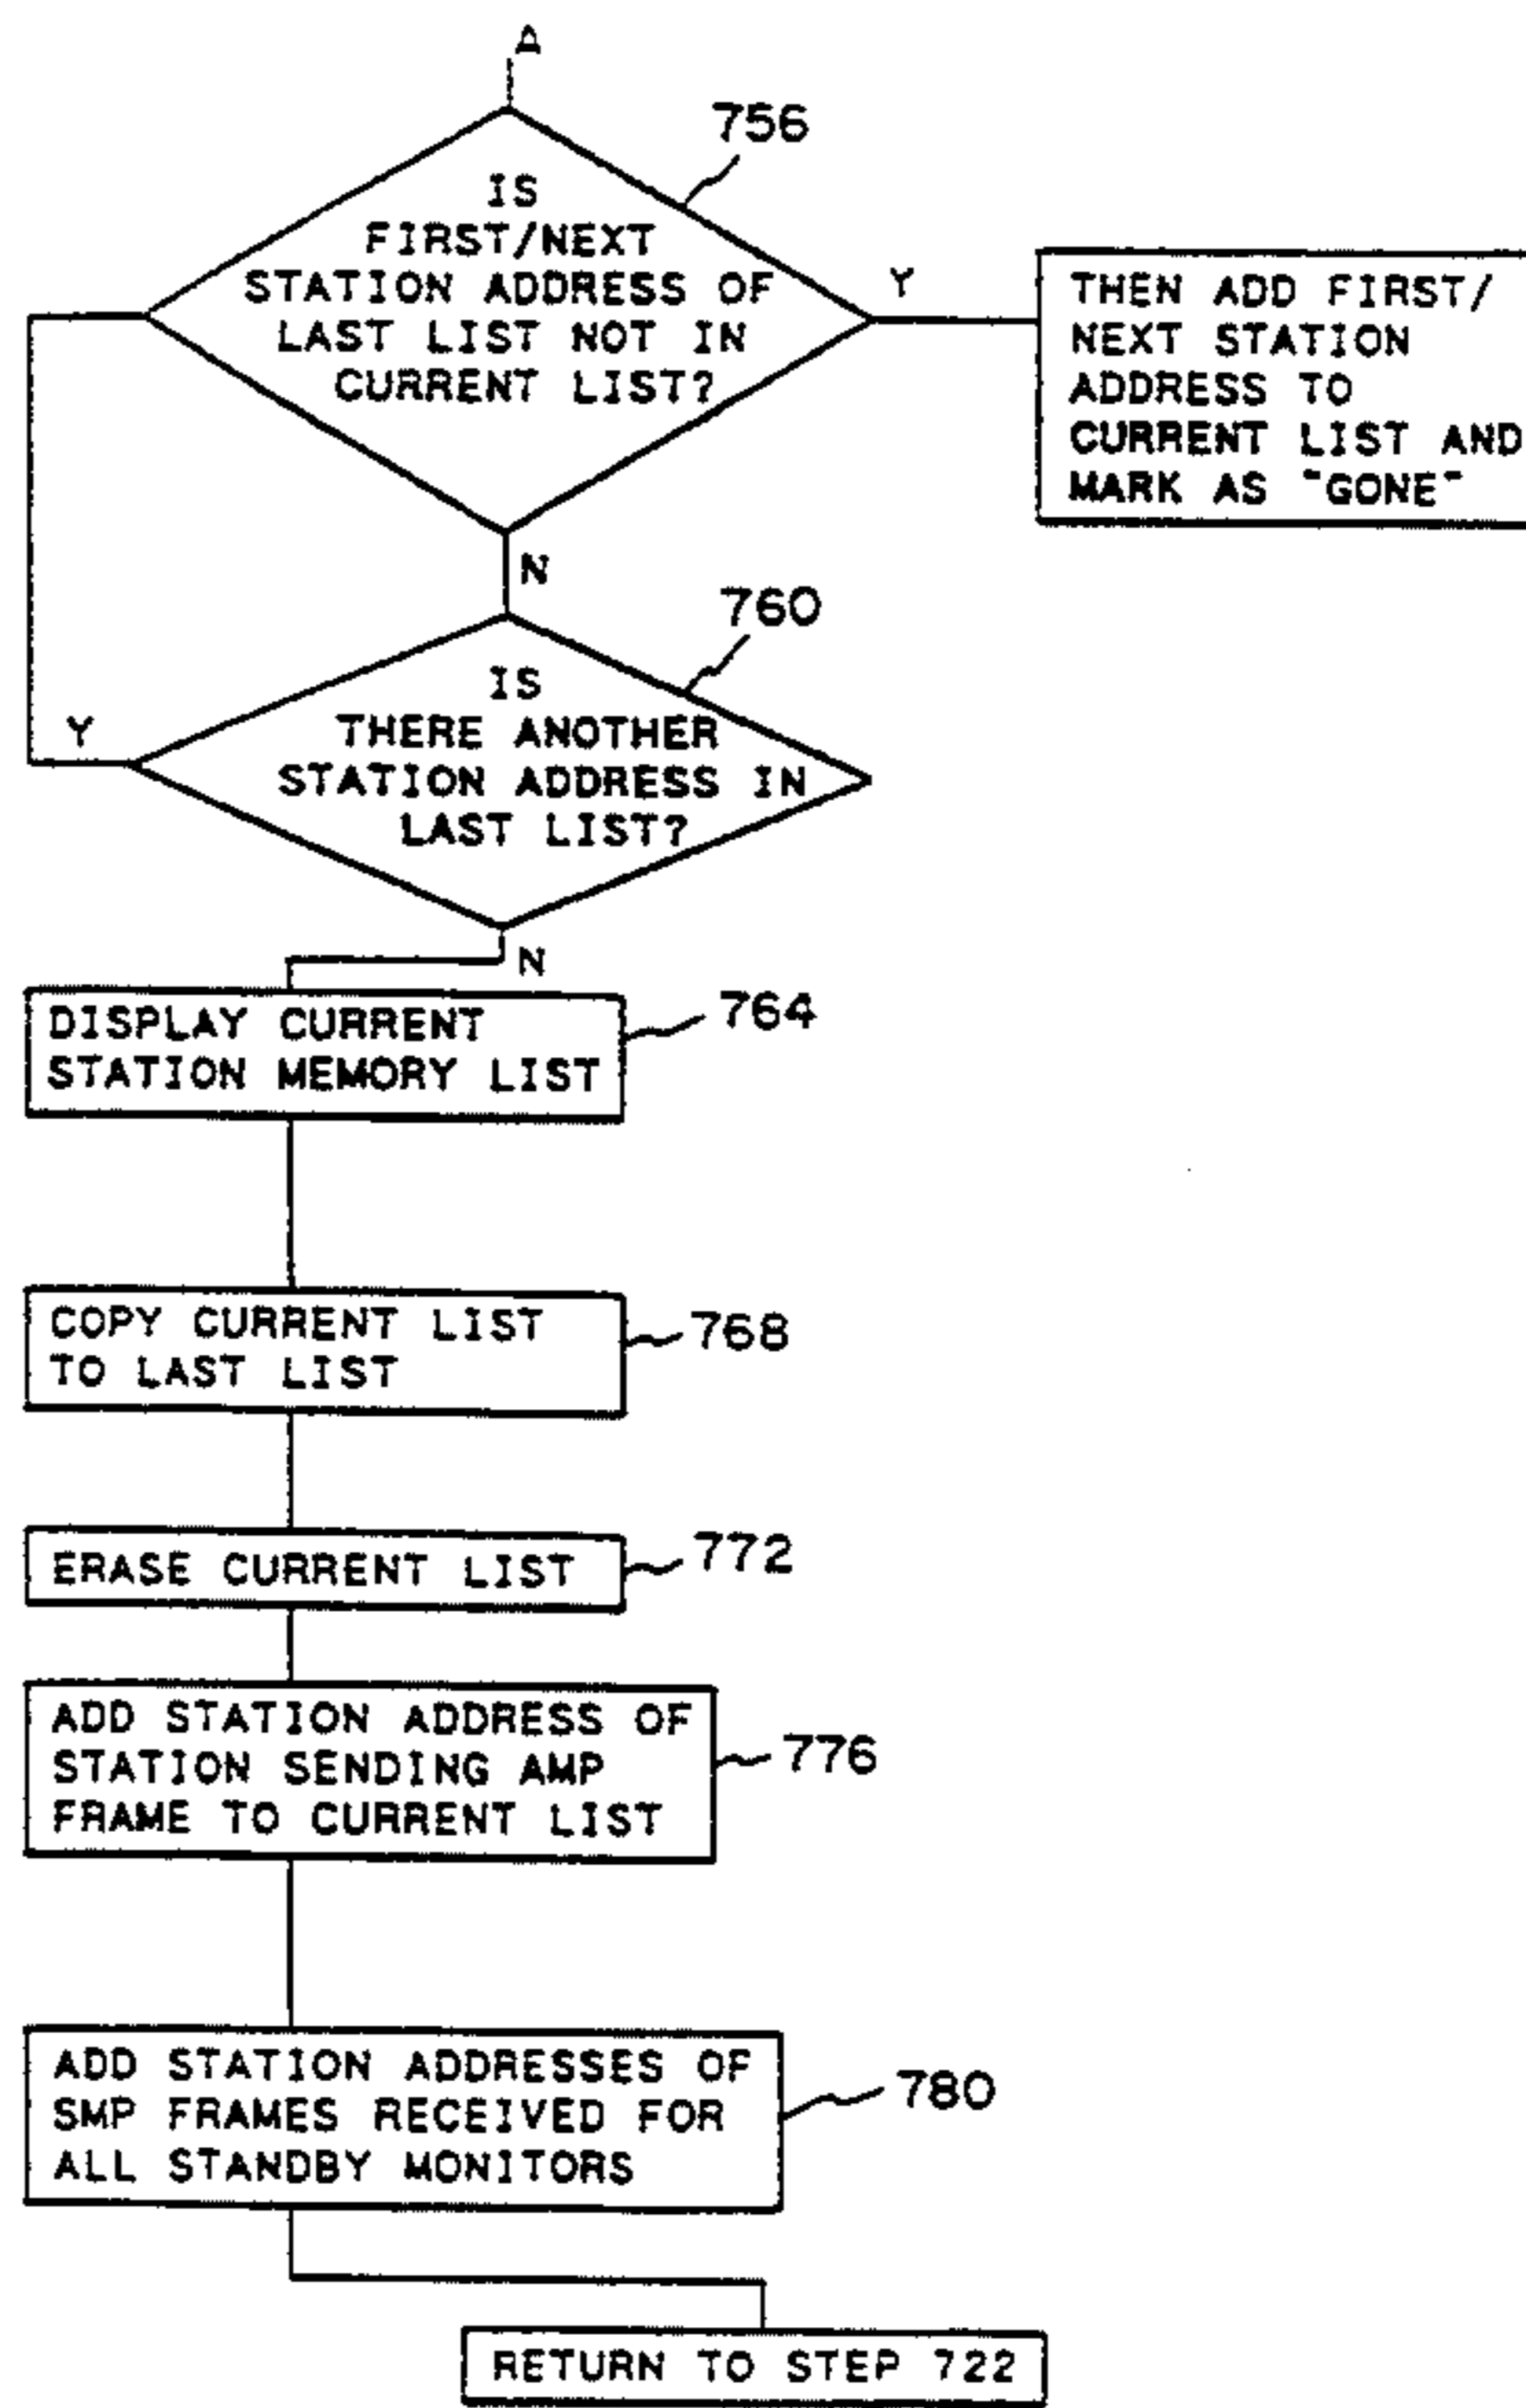 A
756
IS
FIRST/NEXT
STATION ADDRESS OF
LAST LIST NOT IN
CURRENT LIST?
Y
THEN ADD FIRST/
NEXT STATION
ADDRESS TO
CURRENT LIST AND
MARK AS "GONE"
N
760
IS
THERE ANOTHER
STATION ADDRESS IN
LAST LIST?
Y
N
DISPLAY CURRENT
STATION MEMORY LIST
764
COPY CURRENT LIST
TO LAST LIST
768
ERASE CURRENT LIST
772
ADD STATION ADDRESS OF
STATION SENDING AMP
FRAME TO CURRENT LIST
776
ADD STATION ADDRESSES OF
SMP FRAMES RECEIVED FOR
ALL STANDBY MONITORS
780
RETURN TO STEP 722